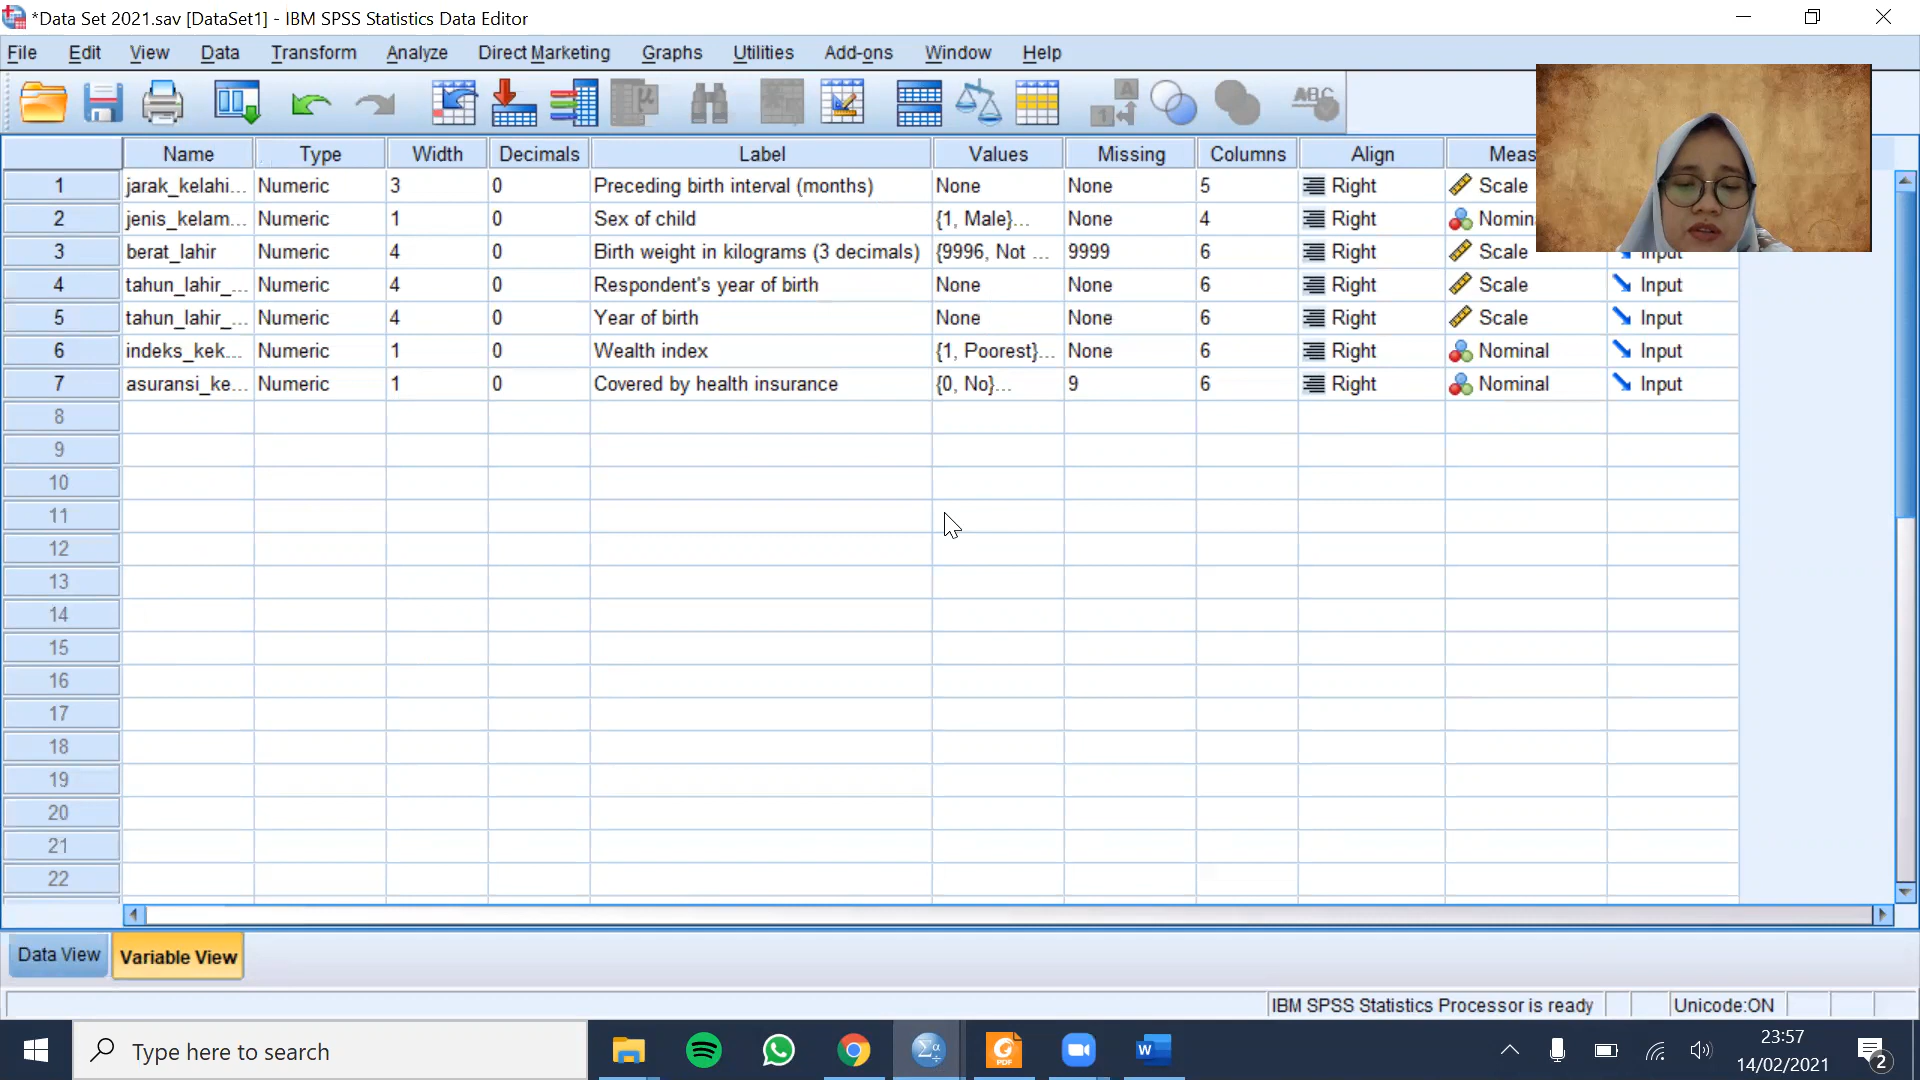 *Data Set 2021.sav [DataSet1] - IBM SPSS Statistics Data Editor
File Edit View Data Transform Analyze Direct Marketing Graphs Utilities Add-ons Window Help
Name Type Width Decimals Label Values Missing Columns Align Meas
1 jarak_kelahi... Numeric 3 0 Preceding birth interval (months) None None 5 Right Scale
2 jenis_kelam... Numeric 1 0 Sex of child {1, Male}... None 4 Right Nomin
3 berat_lahir Numeric 4 0 Birth weight in kilograms (3 decimals) {9996, Not ... 9999 6 Right Scale Input
4 tahun_lahir_... Numeric 4 0 Respondent's year of birth None None 6 Right Scale Input
5 tahun_lahir_... Numeric 4 0 Year of birth None None 6 Right Scale Input
6 indeks_kek... Numeric 1 0 Wealth index {1, Poorest}... None 6 Right Nominal Input
7 asuransi_ke... Numeric 1 0 Covered by health insurance {0, No}... 9 6 Right Nominal Input
8
9
10
11
12
13
14
15
16
17
18
19
20
21
22
Data View Variable View
IBM SPSS Statistics Processor is ready Unicode:ON
Type here to search
PDF
W
23:57
14/02/2021
2